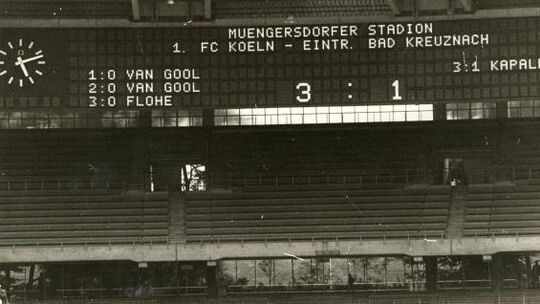 MUENGERSDORFER STADION
1. FC KOELN - EINTR. BAD KREUZNACH
1:0 VAN GOOL
2:0 VAN GOOL
3:0 FLOHE
3 : 1
3:1 KAPALL